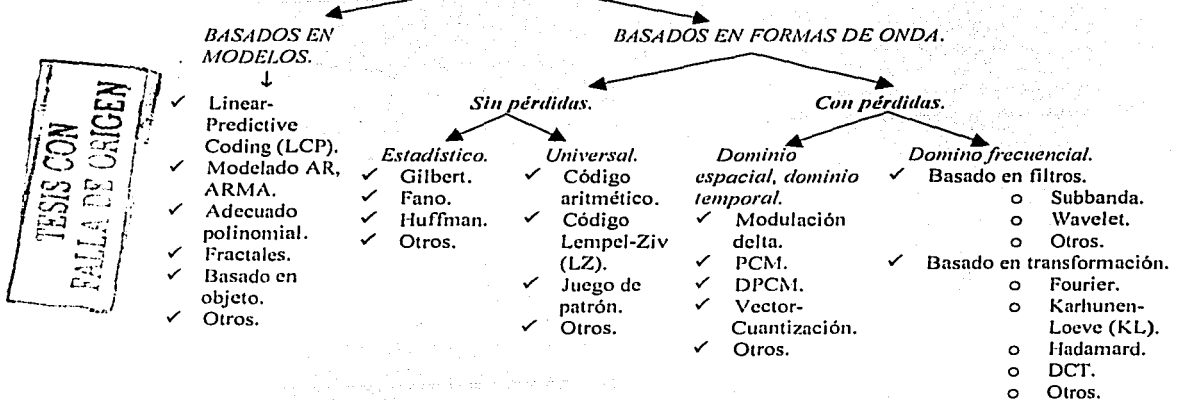 BASADOS EN
MODELOS.
✓ Linear-
Predictive
Coding (LCP).
✓ Modelado AR,
ARMA.
✓ Adecuado
polinomial.
✓ Fractales.
✓ Basado en
objeto.
✓ Otros.
BASADOS EN FORMAS DE ONDA.
Sin pérdidas.
Estadístico.
✓ Gilbert.
✓ Fano.
✓ Huffman.
✓ Otros.
Universal.
✓ Código
aritmético.
✓ Código
Lempel-Ziv
(LZ).
✓ Juego de
patrón.
✓ Otros.
Con pérdidas.
Dominio
espacial, dominio
temporal.
✓ Modulación
delta.
✓ PCM.
✓ DPCM.
✓ Vector-
Cuantización.
✓ Otros.
Domino frecuencial.
✓ Basado en filtros.
o Subbanda.
o Wavelet.
o Otros.
✓ Basado en transformación.
o Fourier.
o Karhunen-
Loeve (KL).
o Hadamard.
o DCT.
o Otros.
TESIS CON
FALLA DE ORIGEN